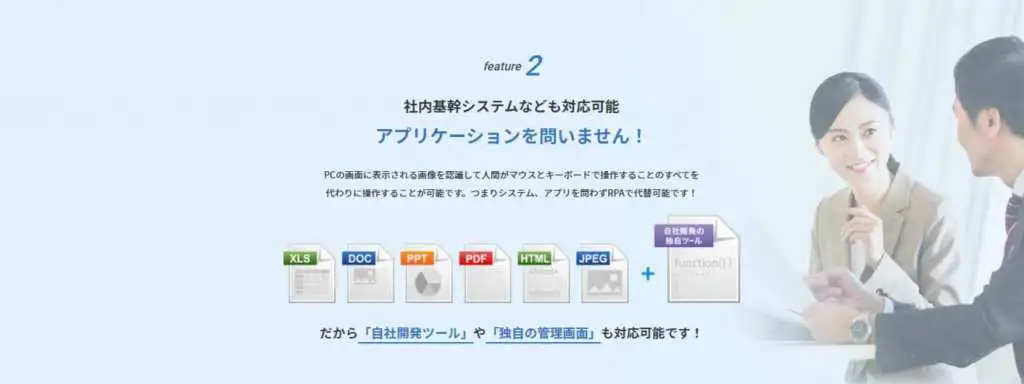 feature 2
社内基幹システムなども対応可能
アプリケーションを問いません！
PCの画面に表示される画像を認識して人間がマウスとキーボードで操作することのすべてを
代わりに操作することが可能です。つまりシステム、アプリを問わずRPAで代替可能です！
自社開発の
独自ツール
XLS DOC PPT PDF HTML JPEG
+ function(){
だから「自社開発ツール」や「独自の管理画面」も対応可能です！